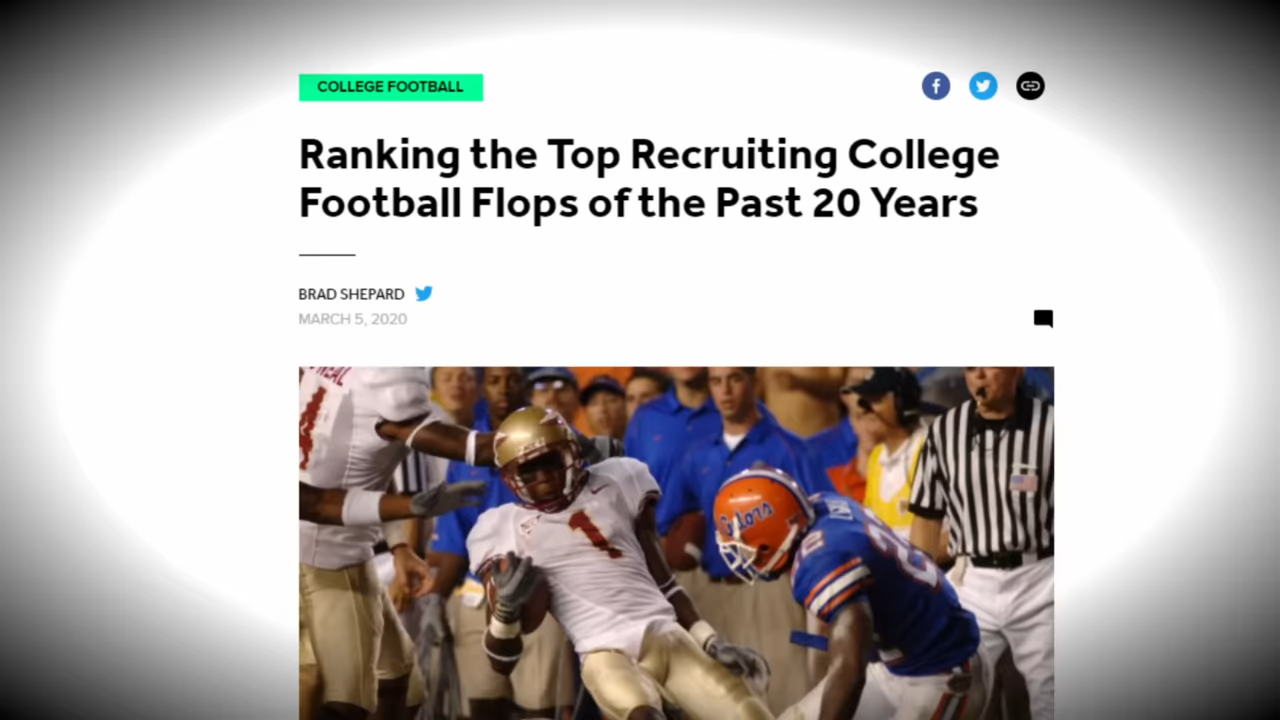 COLLEGE FOOTBALL
Ranking the Top Recruiting College
Football Flops of the Past 20 Years
BRAD SHEPARD
MARCH 5, 2020
1
Gators